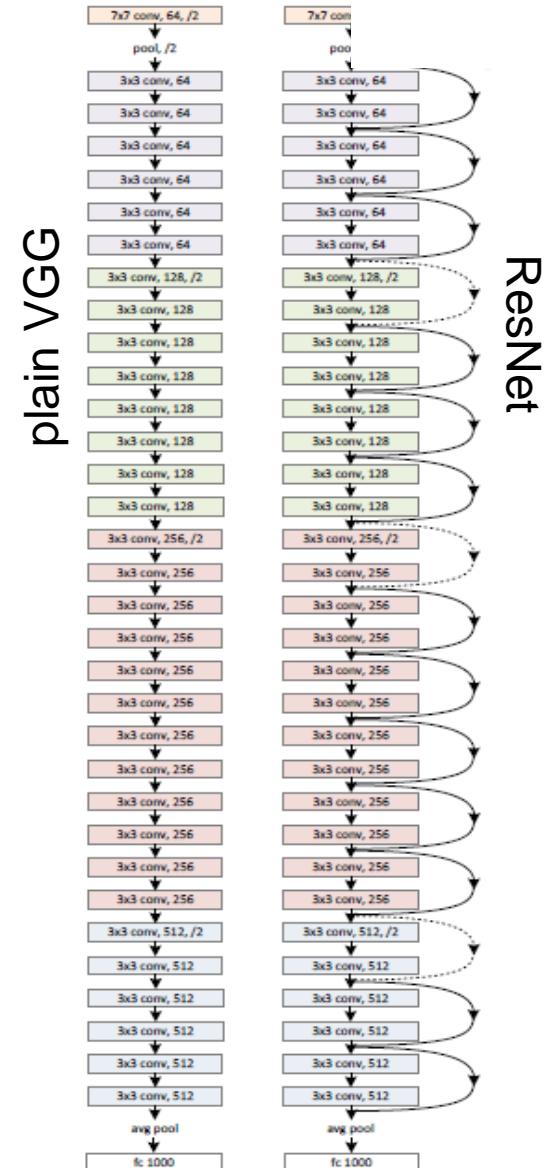 plain VGG
7x7 conv, 64, /2
pool, /2
3x3 conv, 64
3x3 conv, 64
3x3 conv, 64
3x3 conv, 64
3x3 conv, 64
3x3 conv, 64
3x3 conv, 128, /2
3x3 conv, 128
3x3 conv, 128
3x3 conv, 128
3x3 conv, 128
3x3 conv, 128
3x3 conv, 128
3x3 conv, 128
3x3 conv, 256, /2
3x3 conv, 256
3x3 conv, 256
3x3 conv, 256
3x3 conv, 256
3x3 conv, 256
3x3 conv, 256
3x3 conv, 256
3x3 conv, 256
3x3 conv, 256
3x3 conv, 256
3x3 conv, 256
3x3 conv, 512, /2
3x3 conv, 512
3x3 conv, 512
3x3 conv, 512
3x3 conv, 512
3x3 conv, 512
avg pool
fc 1000
7x7 con
poo
3x3 conv, 64
3x3 conv, 64
3x3 conv, 64
3x3 conv, 64
3x3 conv, 64
3x3 conv, 64
3x3 conv, 128, /2
3x3 conv, 128
3x3 conv, 128
3x3 conv, 128
3x3 conv, 128
3x3 conv, 128
3x3 conv, 128
3x3 conv, 128
3x3 conv, 256, /2
3x3 conv, 256
3x3 conv, 256
3x3 conv, 256
3x3 conv, 256
3x3 conv, 256
3x3 conv, 256
3x3 conv, 256
3x3 conv, 256
3x3 conv, 256
3x3 conv, 256
3x3 conv, 256
3x3 conv, 512, /2
3x3 conv, 512
3x3 conv, 512
3x3 conv, 512
3x3 conv, 512
3x3 conv, 512
avg pool
fc 1000
ResNet